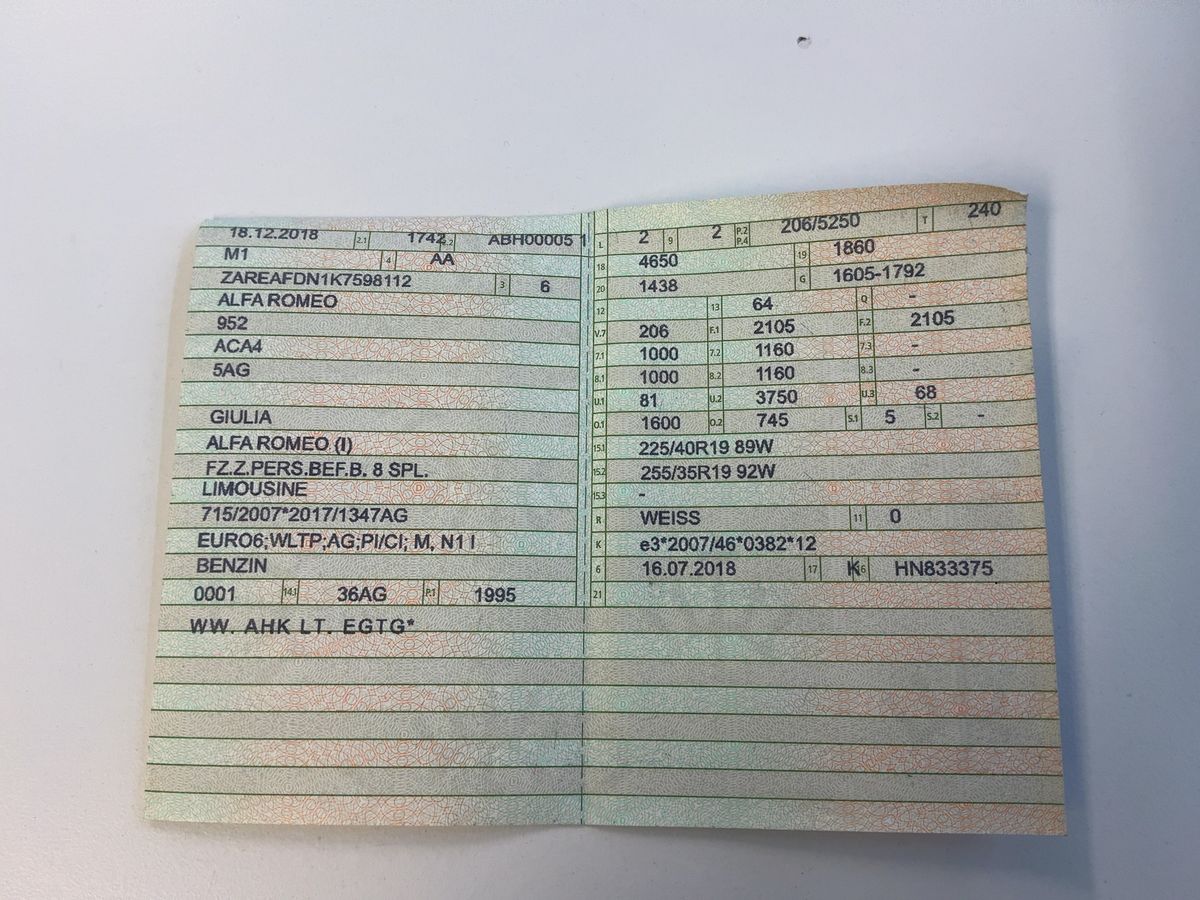 18.12.2018 2.1 1742 2.2 ABH00005 1
M1 4 AA
ZAREAFDN1K7598112 3 6
ALFA ROMEO
952
ACA4
5AG
GIULIA
ALFA ROMEO (I)
FZ.Z.PERS.BEF.B. 8 SPL.
LIMOUSINE
715/2007*2017/1347AG
EURO6;WLTP;AG;PI/CI; M, N1 I
BENZIN
0001 14.1 36AG P.1 1995
WW. AHK LT. EGTG*
L 2 9 2 P.2 P.4 206/5250 T 240
18 4650 19 1860
20 1438 G 1605-1792
12 13 64 Q -
V.7 206 F.1 2105 F.2 2105
7.1 1000 7.2 1160 7.3 -
8.1 1000 8.2 1160 8.3 -
U.1 81 U.2 3750 U.3 68
O.1 1600 O.2 745 S.1 5 S.2 -
15.1 225/40R19 89W
15.2 255/35R19 92W
15.3 -
R WEISS 11 0
K e3*2007/46*0382*12
6 16.07.2018 17 K 16 HN833375
21